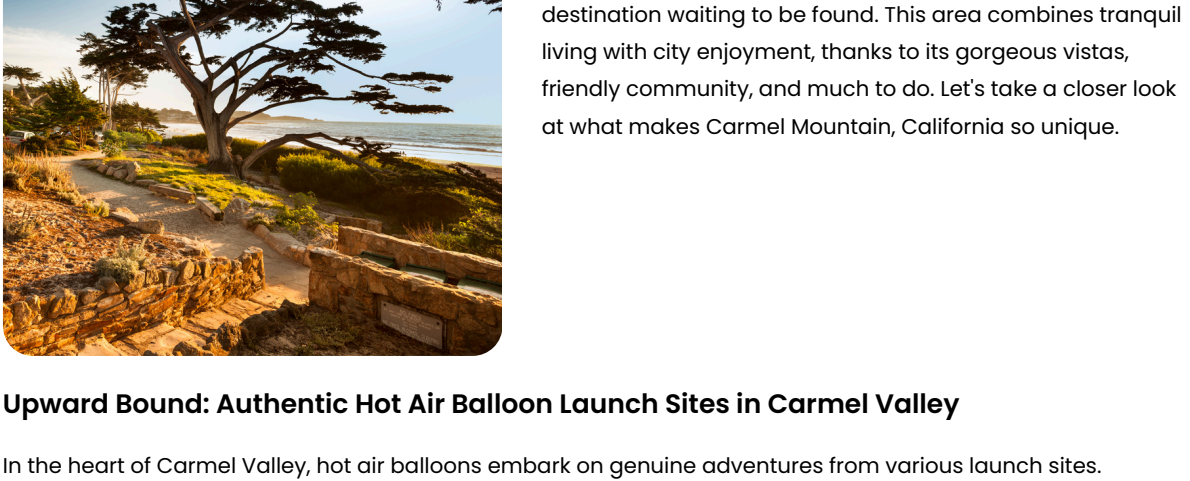 destination waiting to be found. This area combines tranquil
living with city enjoyment, thanks to its gorgeous vistas,
friendly community, and much to do. Let's take a closer look
at what makes Carmel Mountain, California so unique.
Upward Bound: Authentic Hot Air Balloon Launch Sites in Carmel Valley
In the heart of Carmel Valley, hot air balloons embark on genuine adventures from various launch sites.